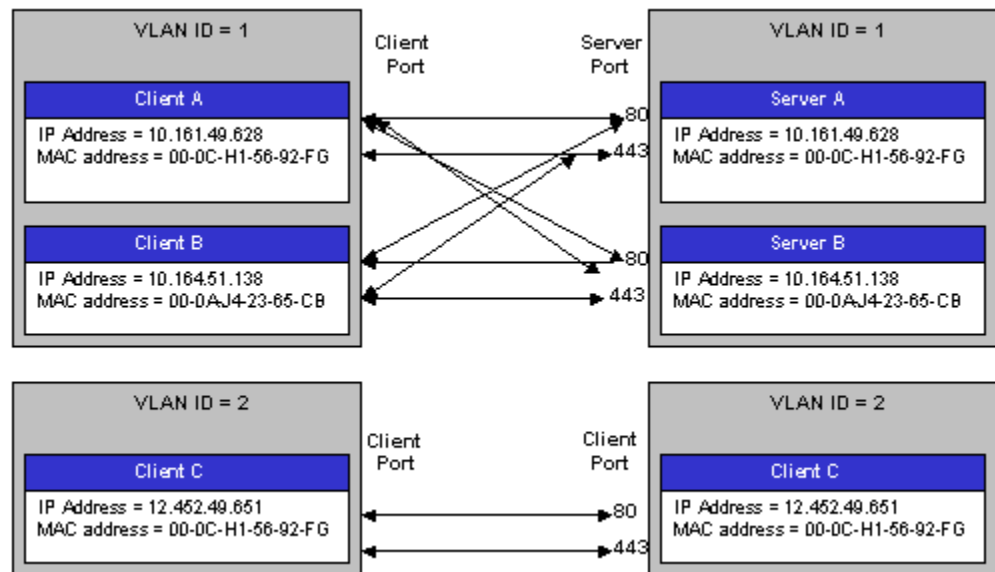 VLAN ID = 1
Client A
IP Address = 10.161.49.628
MAC address = 00-0C-H1-56-92-FG
Client B
IP Address = 10.164.51.138
MAC address = 00-0AJ4-23-65-CB
Client
Port
Server
Port
80
443
80
443
VLAN ID = 1
Server A
IP Address = 10.161.49.628
MAC address = 00-0C-H1-56-92-FG
Server B
IP Address = 10.164.51.138
MAC address = 00-0AJ4-23-65-CB
VLAN ID = 2
Client C
IP Address = 12.452.49.651
MAC address = 00-0C-H1-56-92-FG
Client
Port
Client
Port
80
443
VLAN ID = 2
Client C
IP Address = 12.452.49.651
MAC address = 00-0C-H1-56-92-FG